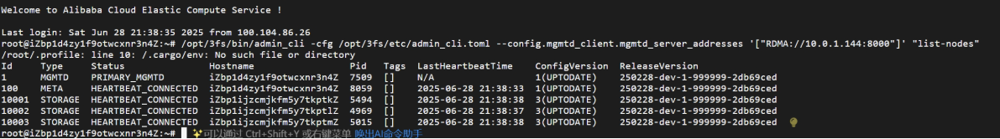 Welcome to Alibaba Cloud Elastic Compute Service !
Last login: Sat Jun 28 21:38:35 2025 from 100.104.86.26
root@iZbp1d4zy1f9otwcxnr3n4Z:~# /opt/3fs/bin/admin_cli -cfg /opt/3fs/etc/admin_cli.toml --config.mgmtd_client.mgmtd_server_addresses '["RDMA://10.0.1.144:8000"]' "list-nodes"
/root/.profile: line 10: /.cargo/env: No such file or directory
Id Type Status Hostname Pid Tags LastHeartbeatTime ConfigVersion ReleaseVersion
1 MGMTD PRIMARY_MGMTD iZbp1d4zy1f9otwcxnr3n4Z 7509 [] N/A 1(UPTODATE) 250228-dev-1-999999-2db69ced
100 META HEARTBEAT_CONNECTED iZbp1d4zy1f9otwcxnr3n4Z 8059 [] 2025-06-28 21:38:33 1(UPTODATE) 250228-dev-1-999999-2db69ced
10001 STORAGE HEARTBEAT_CONNECTED iZbp1ijzcmjkfm5y7tkptkZ 5494 [] 2025-06-28 21:38:38 3(UPTODATE) 250228-dev-1-999999-2db69ced
10002 STORAGE HEARTBEAT_CONNECTED iZbp1ijzcmjkfm5y7tkptlZ 4969 [] 2025-06-28 21:38:37 3(UPTODATE) 250228-dev-1-999999-2db69ced
10003 STORAGE HEARTBEAT_CONNECTED iZbp1ijzcmjkfm5y7tkptmZ 5015 [] 2025-06-28 21:38:38 3(UPTODATE) 250228-dev-1-999999-2db69ced
root@iZbp1d4zy1f9otwcxnr3n4Z:~# ✨可以通过 Ctrl+Shift+Y 或右键菜单 唤出AI命令助手